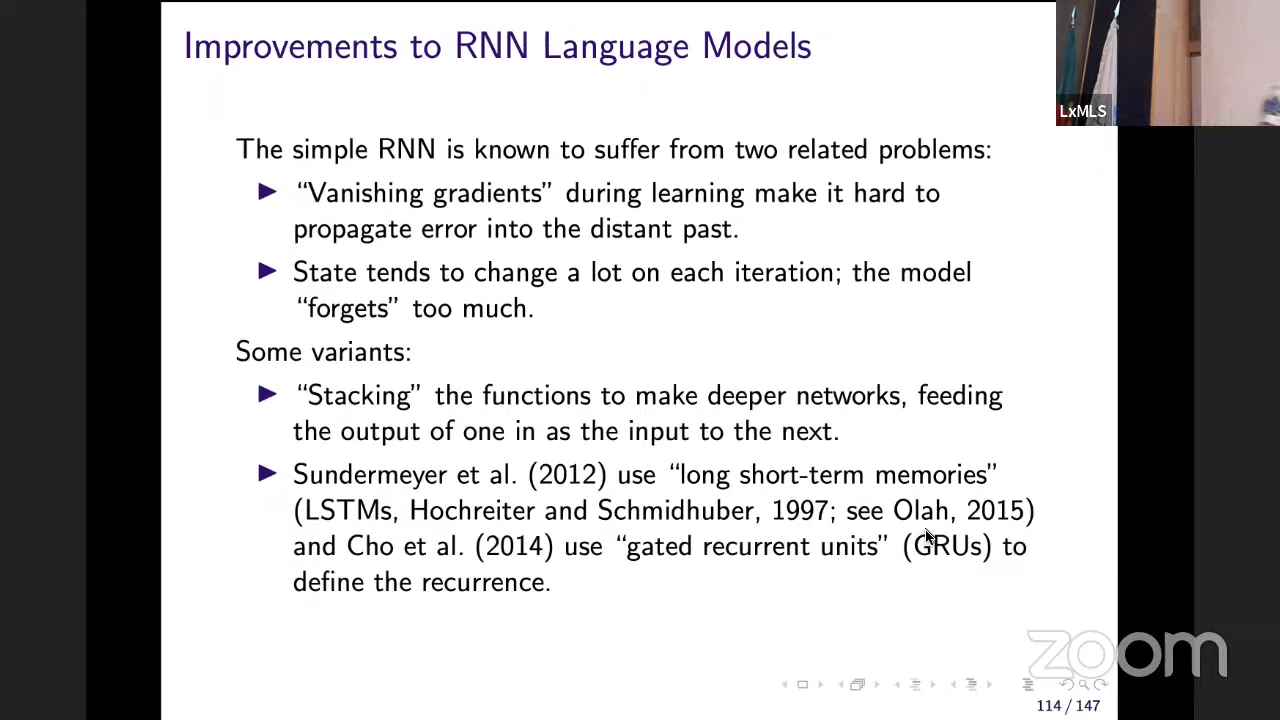 Improvements to RNN Language Models
LxMLS
The simple RNN is known to suffer from two related problems:
▶ “Vanishing gradients” during learning make it hard to
propagate error into the distant past.
▶ State tends to change a lot on each iteration; the model
“forgets” too much.
Some variants:
▶ “Stacking” the functions to make deeper networks, feeding
the output of one in as the input to the next.
▶ Sundermeyer et al. (2012) use “long short-term memories”
(LSTMs, Hochreiter and Schmidhuber, 1997; see Olah, 2015)
and Cho et al. (2014) use “gated recurrent units” (GRUs) to
define the recurrence.
zoom
114 / 147